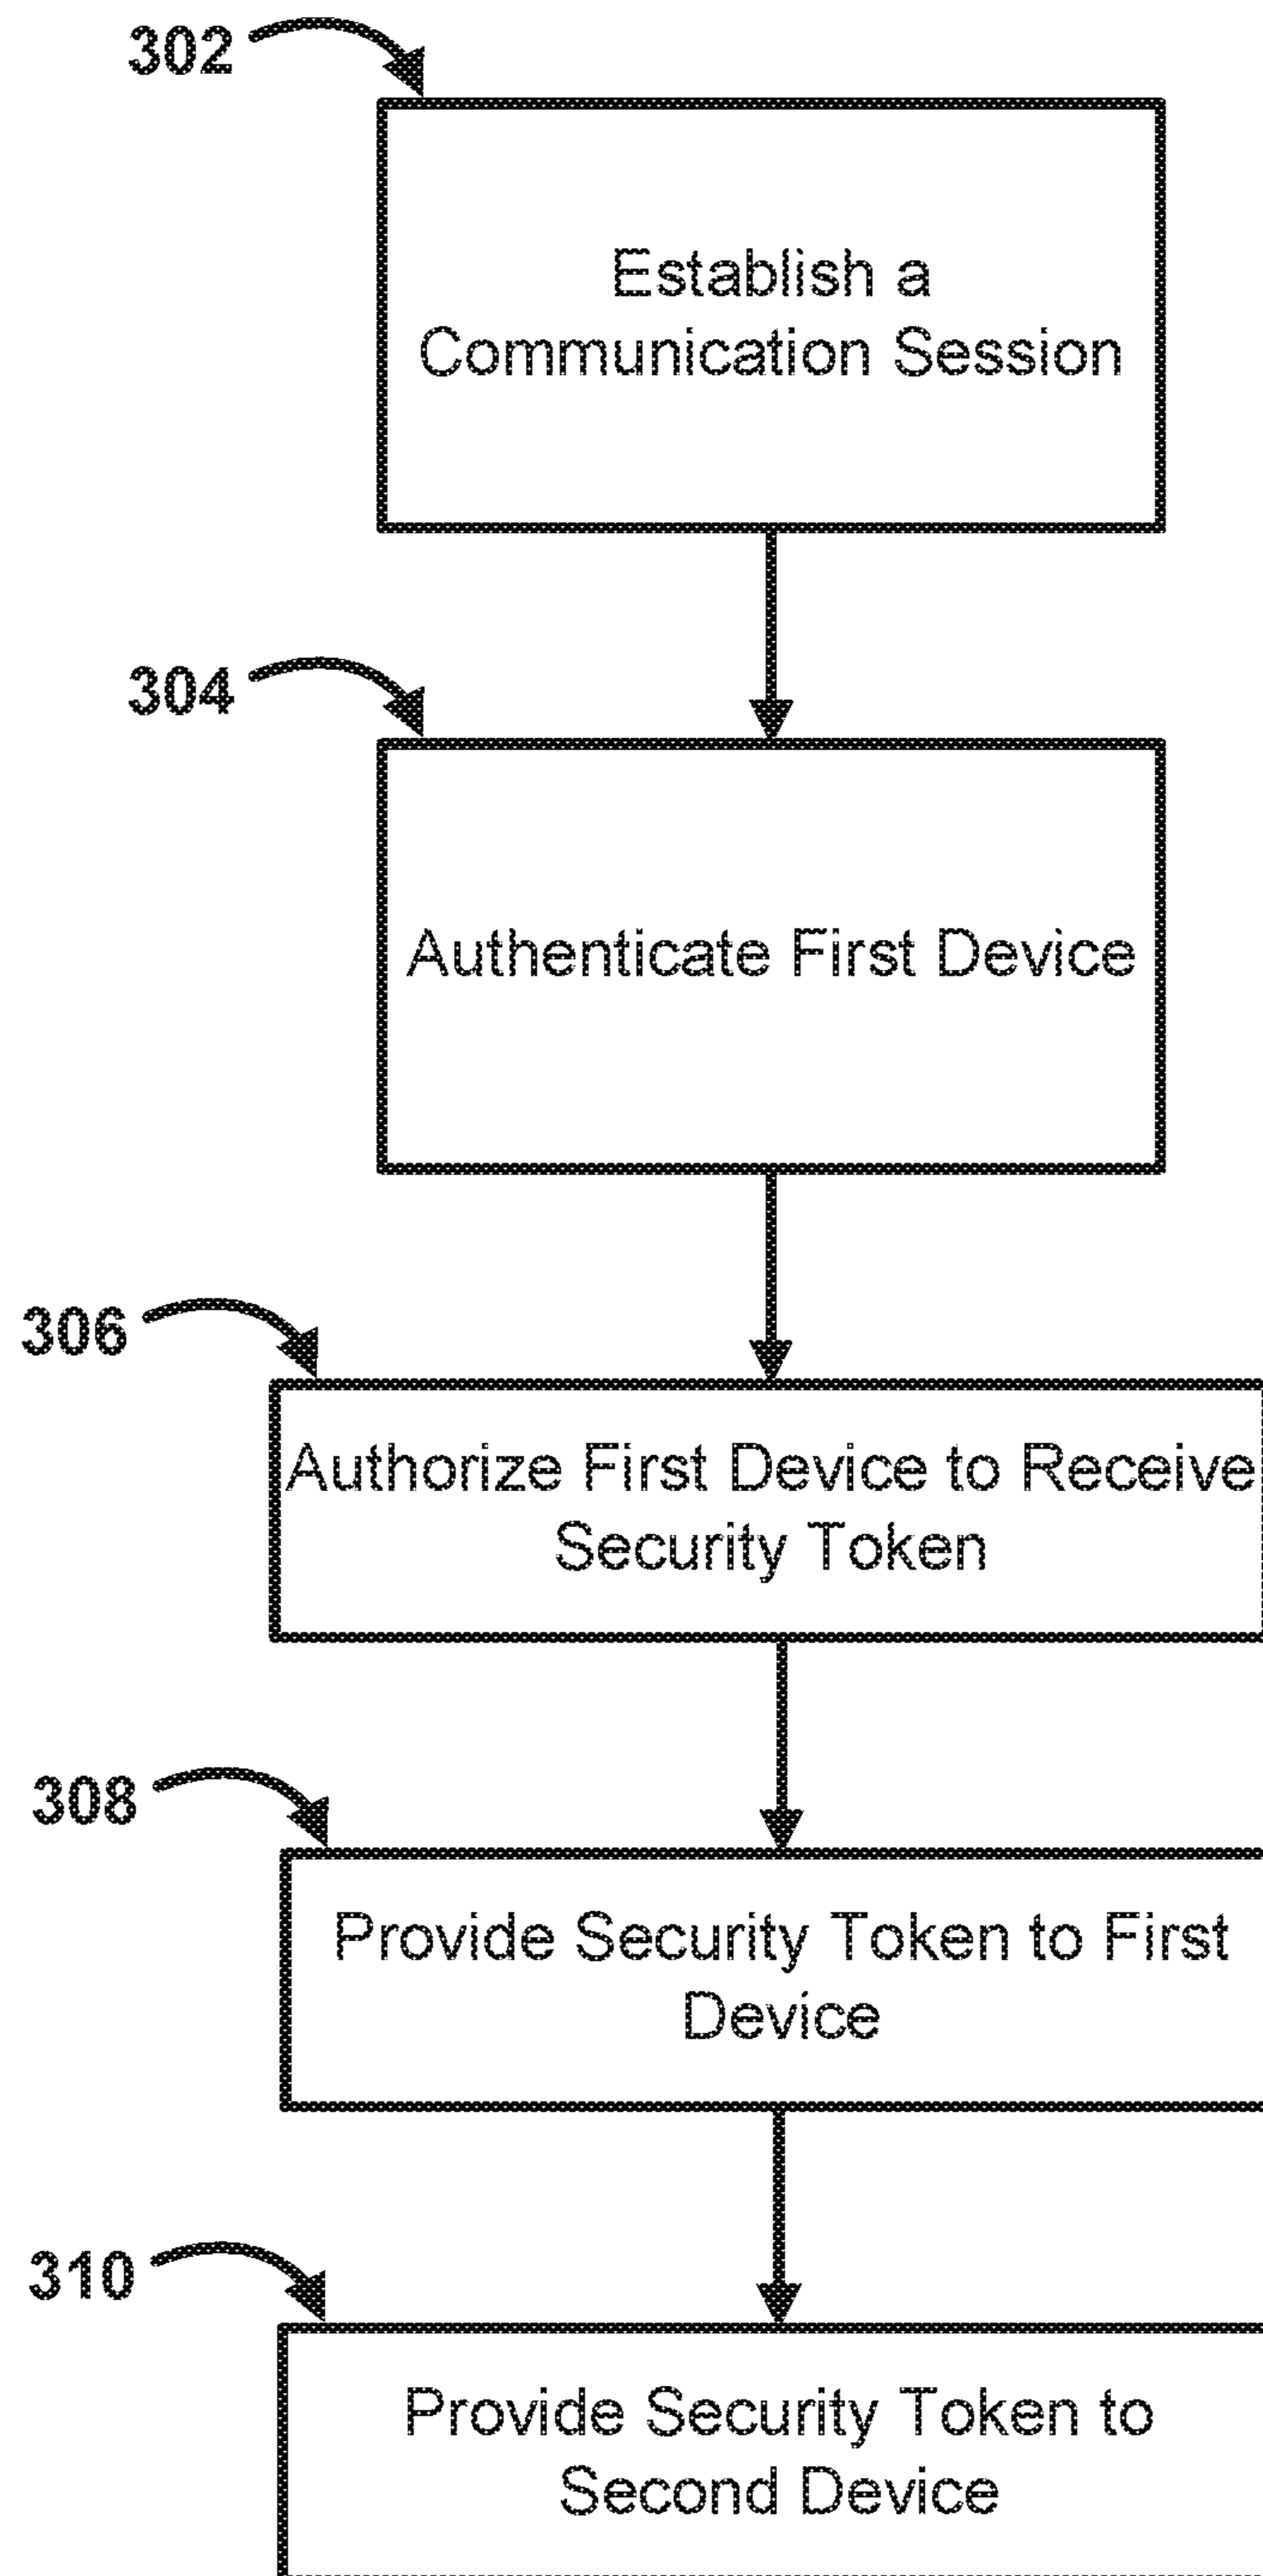 302
Establish a
Communication Session
304
Authenticate First Device
306
Authorize First Device to Receive
Security Token
308
Provide Security Token to First
Device
310
Provide Security Token to
Second Device